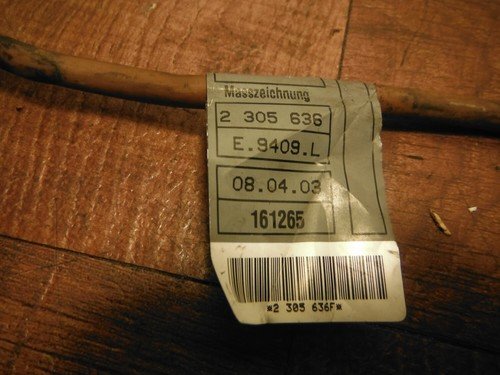 Masszeichnung
2 305 636
E.9409.L
08.04.03
161265
*2 305 636F*